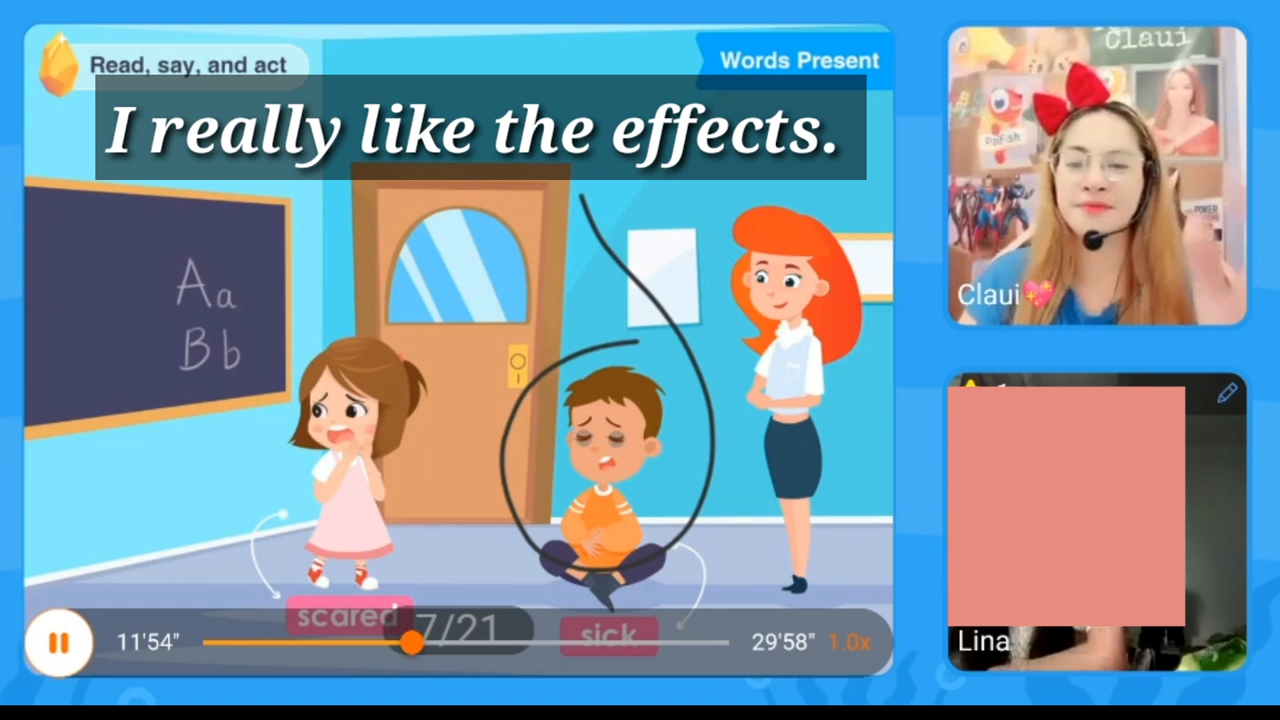 Read, say, and act
Words Present
I really like the effects.
Aa
Bb
scared
7/21
sick
11'54"
29'58"
1.0x
Claui
PalFish
Claui💖
Lina